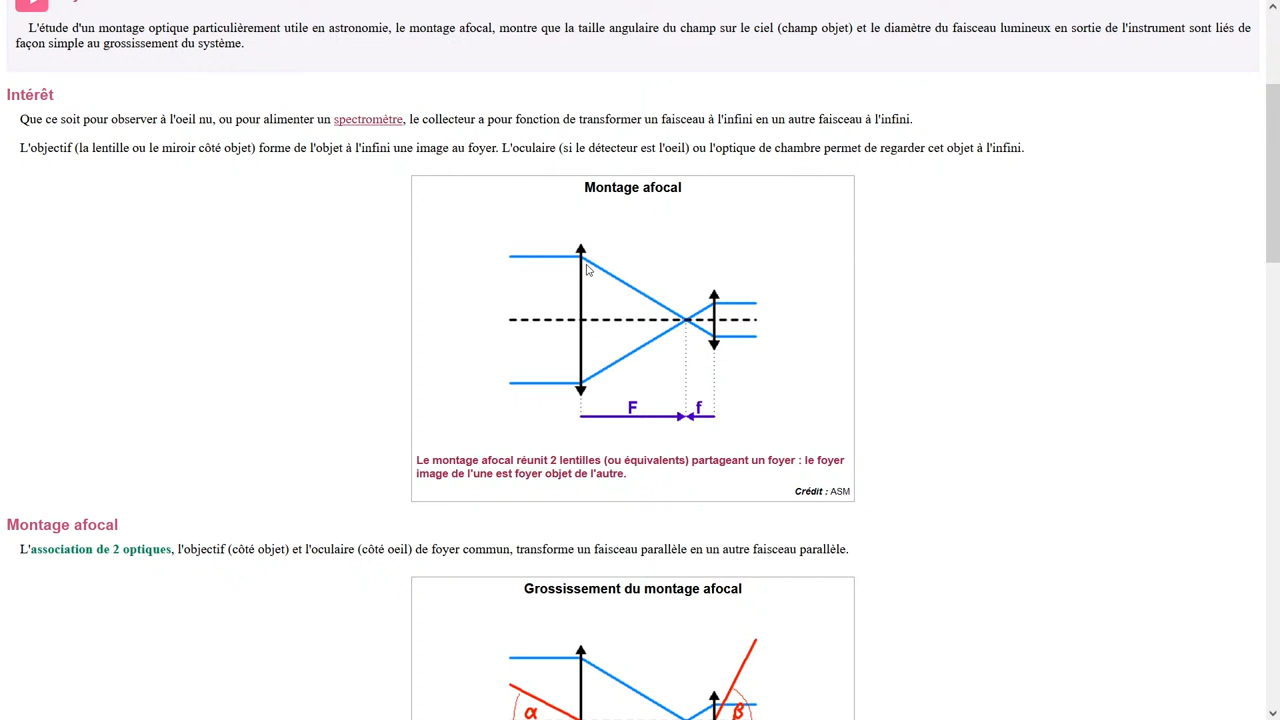 L'étude d'un montage optique particulièrement utile en astronomie, le montage afocal, montre que la taille angulaire du champ sur le ciel (champ objet) et le diamètre du faisceau lumineux en sortie de l'instrument sont liés de
façon simple au grossissement du système.
Intérêt
Que ce soit pour observer à l'oeil nu, ou pour alimenter un spectromètre, le collecteur a pour fonction de transformer un faisceau à l'infini en un autre faisceau à l'infini.
L'objectif (la lentille ou le miroir côté objet) forme de l'objet à l'infini une image au foyer. L'oculaire (si le détecteur est l'oeil) ou l'optique de chambre permet de regarder cet objet à l'infini.
Montage afocal
F f
Le montage afocal réunit 2 lentilles (ou équivalents) partageant un foyer : le foyer
image de l'une est foyer objet de l'autre.
Crédit : ASM
Montage afocal
L'association de 2 optiques, l'objectif (côté objet) et l'oculaire (côté oeil) de foyer commun, transforme un faisceau parallèle en un autre faisceau parallèle.
Grossissement du montage afocal
α β